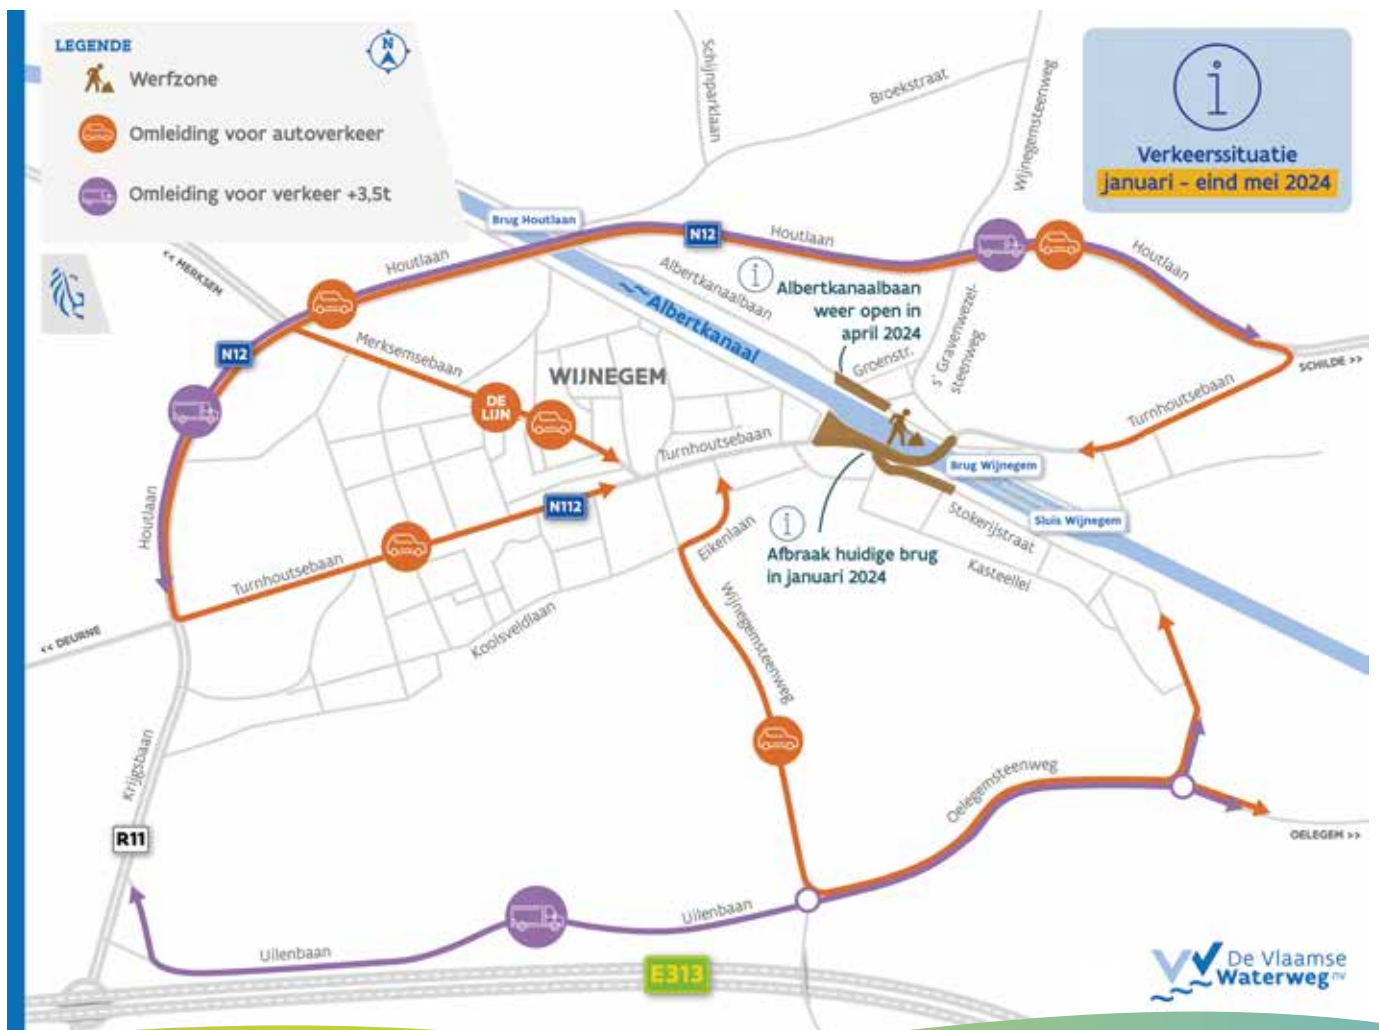 LEGENDE
N
Werfzone
Omleiding voor autoverkeer
Omleiding voor verkeer +3,5t
i
Verkeerssituatie
januari - eind mei 2024
Schijnparklaan
Broekstraat
Wijnegemsteenweg
Brug Houtlaan
N12
Houtlaan
Houtlaan
Houtlaan
<< MERKSEM
Albertkanaalbaan
i
Albertkanaalbaan
weer open in
april 2024
Albertkanaal
Groenstr.
s' Gravenwezel-
steenweg
N12
Merksemsebaan
WIJNEGEM
DE
LIJN
SCHILDE >>
Turnhoutsebaan
Turnhoutsebaan
Brug Wijnegem
N112
Houtlaan
Stokerijstraat
Sluis Wijnegem
i
Afbraak huidige brug
in januari 2024
Eikenlaan
Kasteellei
Turnhoutsebaan
Wijnegemsteenweg
Koolsveldlaan
<< DEURNE
Krijgsbaan
Oelegemsteenweg
R11
OELEGEM >>
Uilenbaan
Uilenbaan
E313
De Vlaamse
Waterweg nv